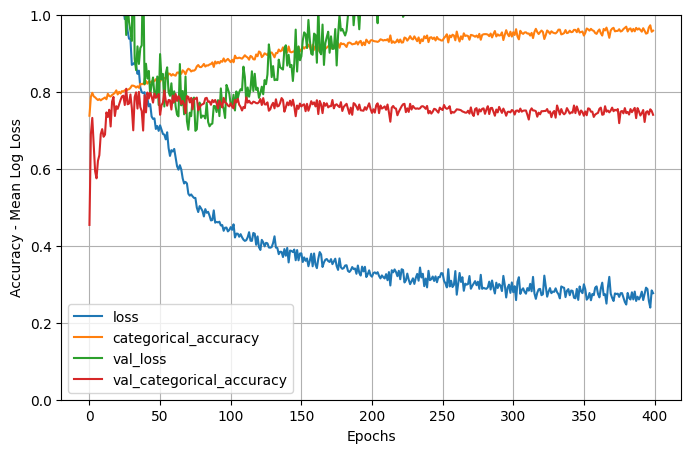 1.0
0.8
0.6
0.4
0.2
0.0
Accuracy - Mean Log Loss
loss
categorical_accuracy
val_loss
val_categorical_accuracy
0 50 100 150 200 250 300 350 400
Epochs